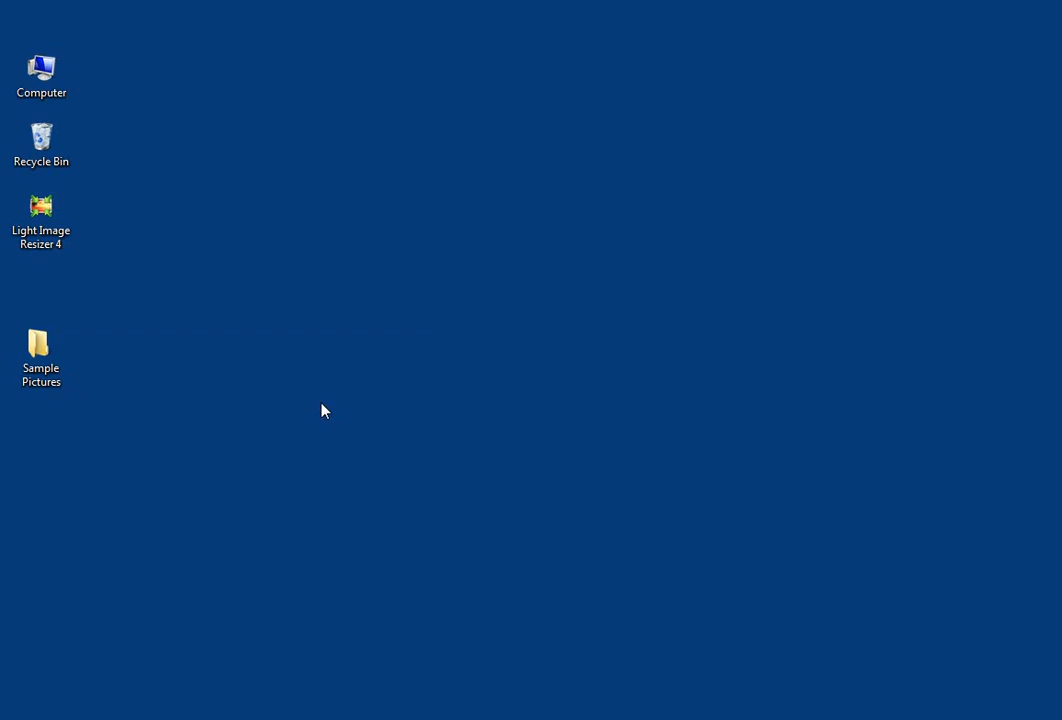 Computer
Recycle Bin
Light Image
Resizer 4
Sample
Pictures